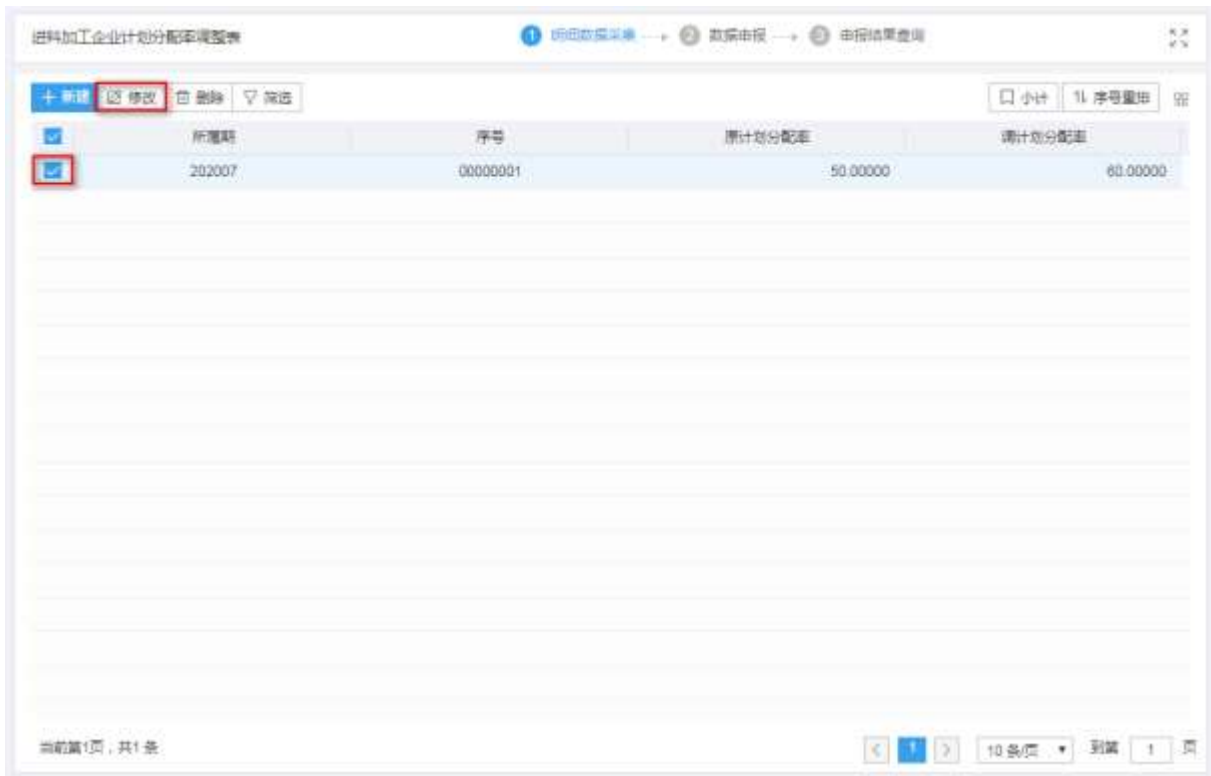 进料加工企业计划分配率调整表
1 明细数据采集 → 2 数据申报 → 3 申报结果查询
+ 新建 修改 删除 筛选 小计 序号重排
所属期 序号 原计划分配率 调计划分配率
202007 00000001 50.00000 60.00000
当前第1页，共1条 < 1 > 10条/页 到第 1 页